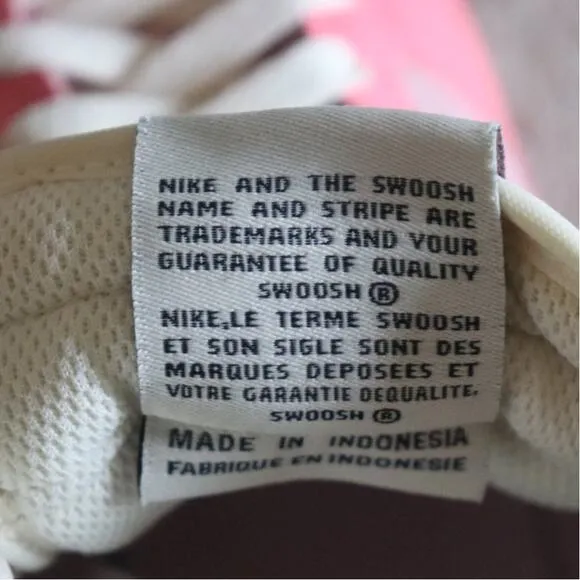 NIKE AND THE SWOOSH
NAME AND STRIPE ARE
TRADEMARKS AND YOUR
GUARANTEE OF QUALITY
SWOOSH ®
NIKE,LE TERME SWOOSH
ET SON SIGLE SONT DES
MARQUES DEPOSEES ET
VOTRE GARANTIE DEQUALITE.
SWOOSH ®
MADE IN INDONESIA
FABRIQUE EN INDONESIE